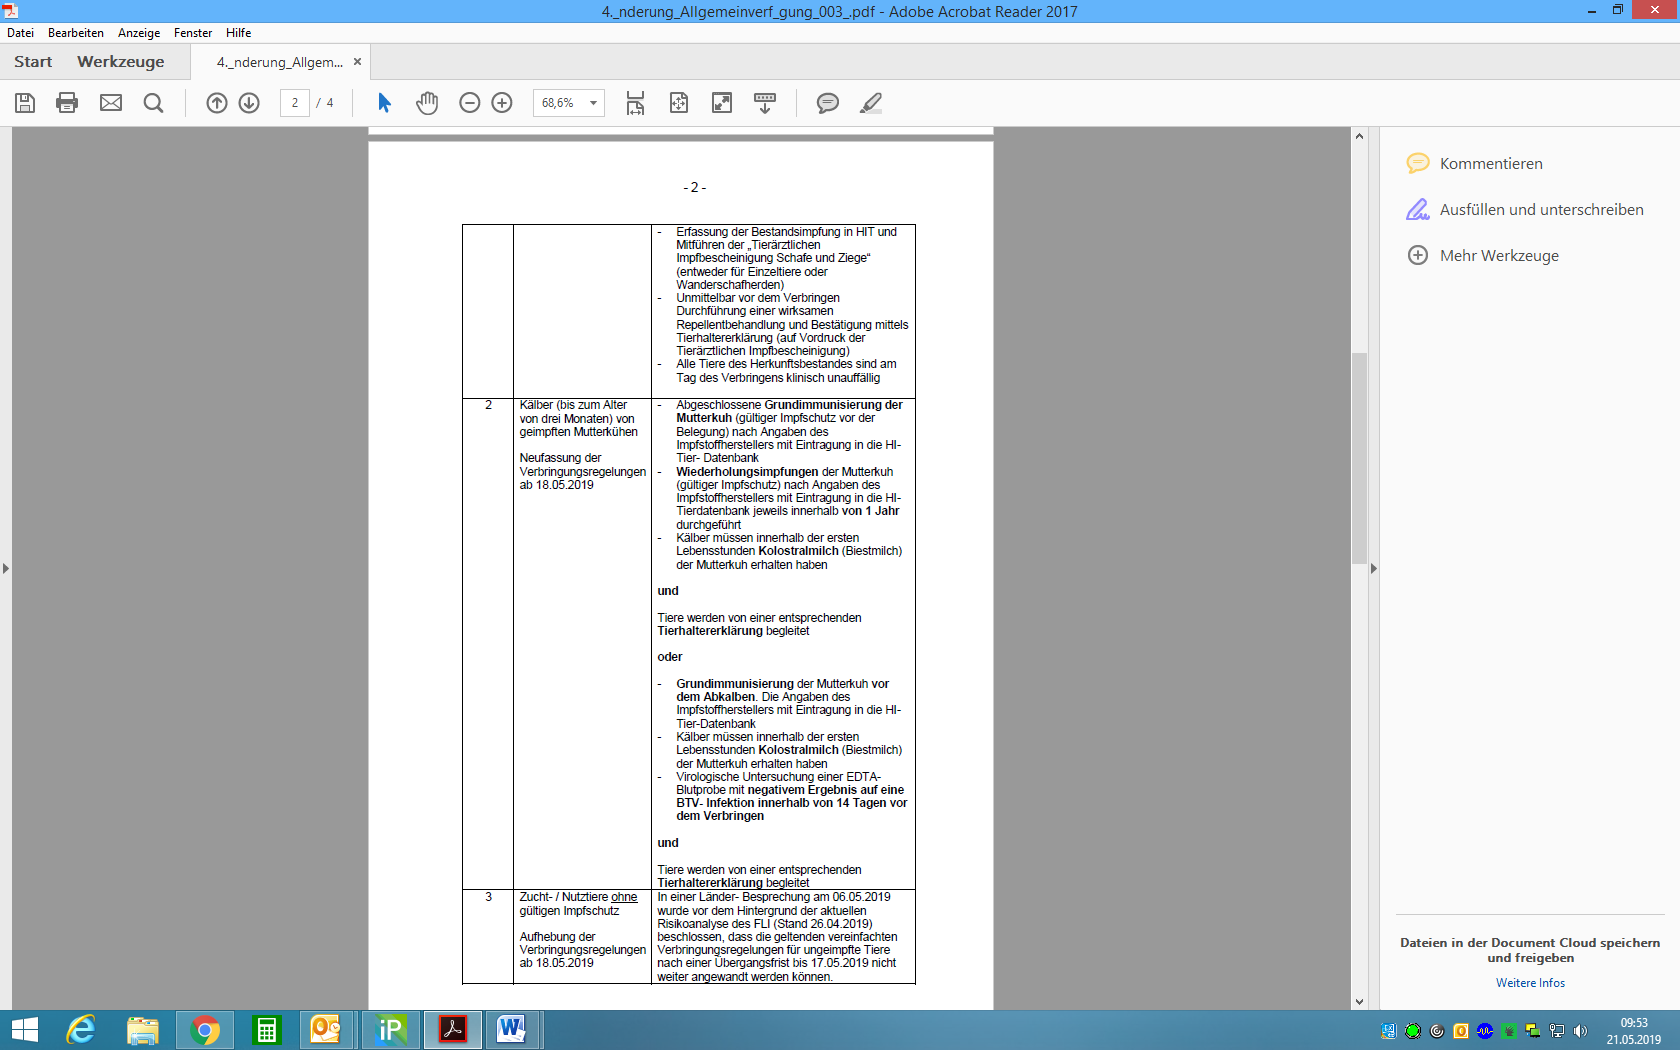 4._nderung_Allgemeinverf_gung_003_.pdf - Adobe Acrobat Reader 2017
Datei Bearbeiten Anzeige Fenster Hilfe
Start Werkzeuge 4._nderung_Allgem... ×
2 / 4 68,6%
- 2 -
- Erfassung der Bestandsimpfung in HIT und
Mitführen der „Tierärztlichen
Impfbescheinigung Schafe und Ziege“
(entweder für Einzeltiere oder
Wanderschafherden)
- Unmittelbar vor dem Verbringen
Durchführung einer wirksamen
Repellentbehandlung und Bestätigung mittels
Tierhaltererklärung (auf Vordruck der
Tierärztlichen Impfbescheinigung)
- Alle Tiere des Herkunftsbestandes sind am
Tag des Verbringens klinisch unauffällig
2
Kälber (bis zum Alter
von drei Monaten) von
geimpften Mutterkühen
Neufassung der
Verbringungsregelungen
ab 18.05.2019
- Abgeschlossene Grundimmunisierung der
Mutterkuh (gültiger Impfschutz vor der
Belegung) nach Angaben des
Impfstoffherstellers mit Eintragung in die HI-
Tier- Datenbank
- Wiederholungsimpfungen der Mutterkuh
(gültiger Impfschutz) nach Angaben des
Impfstoffherstellers mit Eintragung in die HI-
Tierdatenbank jeweils innerhalb von 1 Jahr
durchgeführt
- Kälber müssen innerhalb der ersten
Lebensstunden Kolostralmilch (Biestmilch)
der Mutterkuh erhalten haben
und
Tiere werden von einer entsprechenden
Tierhaltererklärung begleitet
oder
- Grundimmunisierung der Mutterkuh vor
dem Abkalben. Die Angaben des
Impfstoffherstellers mit Eintragung in die HI-
Tier-Datenbank
- Kälber müssen innerhalb der ersten
Lebensstunden Kolostralmilch (Biestmilch)
der Mutterkuh erhalten haben
- Virologische Untersuchung einer EDTA-
Blutprobe mit negativem Ergebnis auf eine
BTV- Infektion innerhalb von 14 Tagen vor
dem Verbringen
und
Tiere werden von einer entsprechenden
Tierhaltererklärung begleitet
3
Zucht- / Nutztiere ohne
gültigen Impfschutz
Aufhebung der
Verbringungsregelungen
ab 18.05.2019
In einer Länder- Besprechung am 06.05.2019
wurde vor dem Hintergrund der aktuellen
Risikoanalyse des FLI (Stand 26.04.2019)
beschlossen, dass die geltenden vereinfachten
Verbringungsregelungen für ungeimpfte Tiere
nach einer Übergangsfrist bis 17.05.2019 nicht
weiter angewandt werden können.
Kommentieren
Ausfüllen und unterschreiben
Mehr Werkzeuge
Dateien in der Document Cloud speichern
und freigeben
Weitere Infos
iP
09:53
21.05.2019